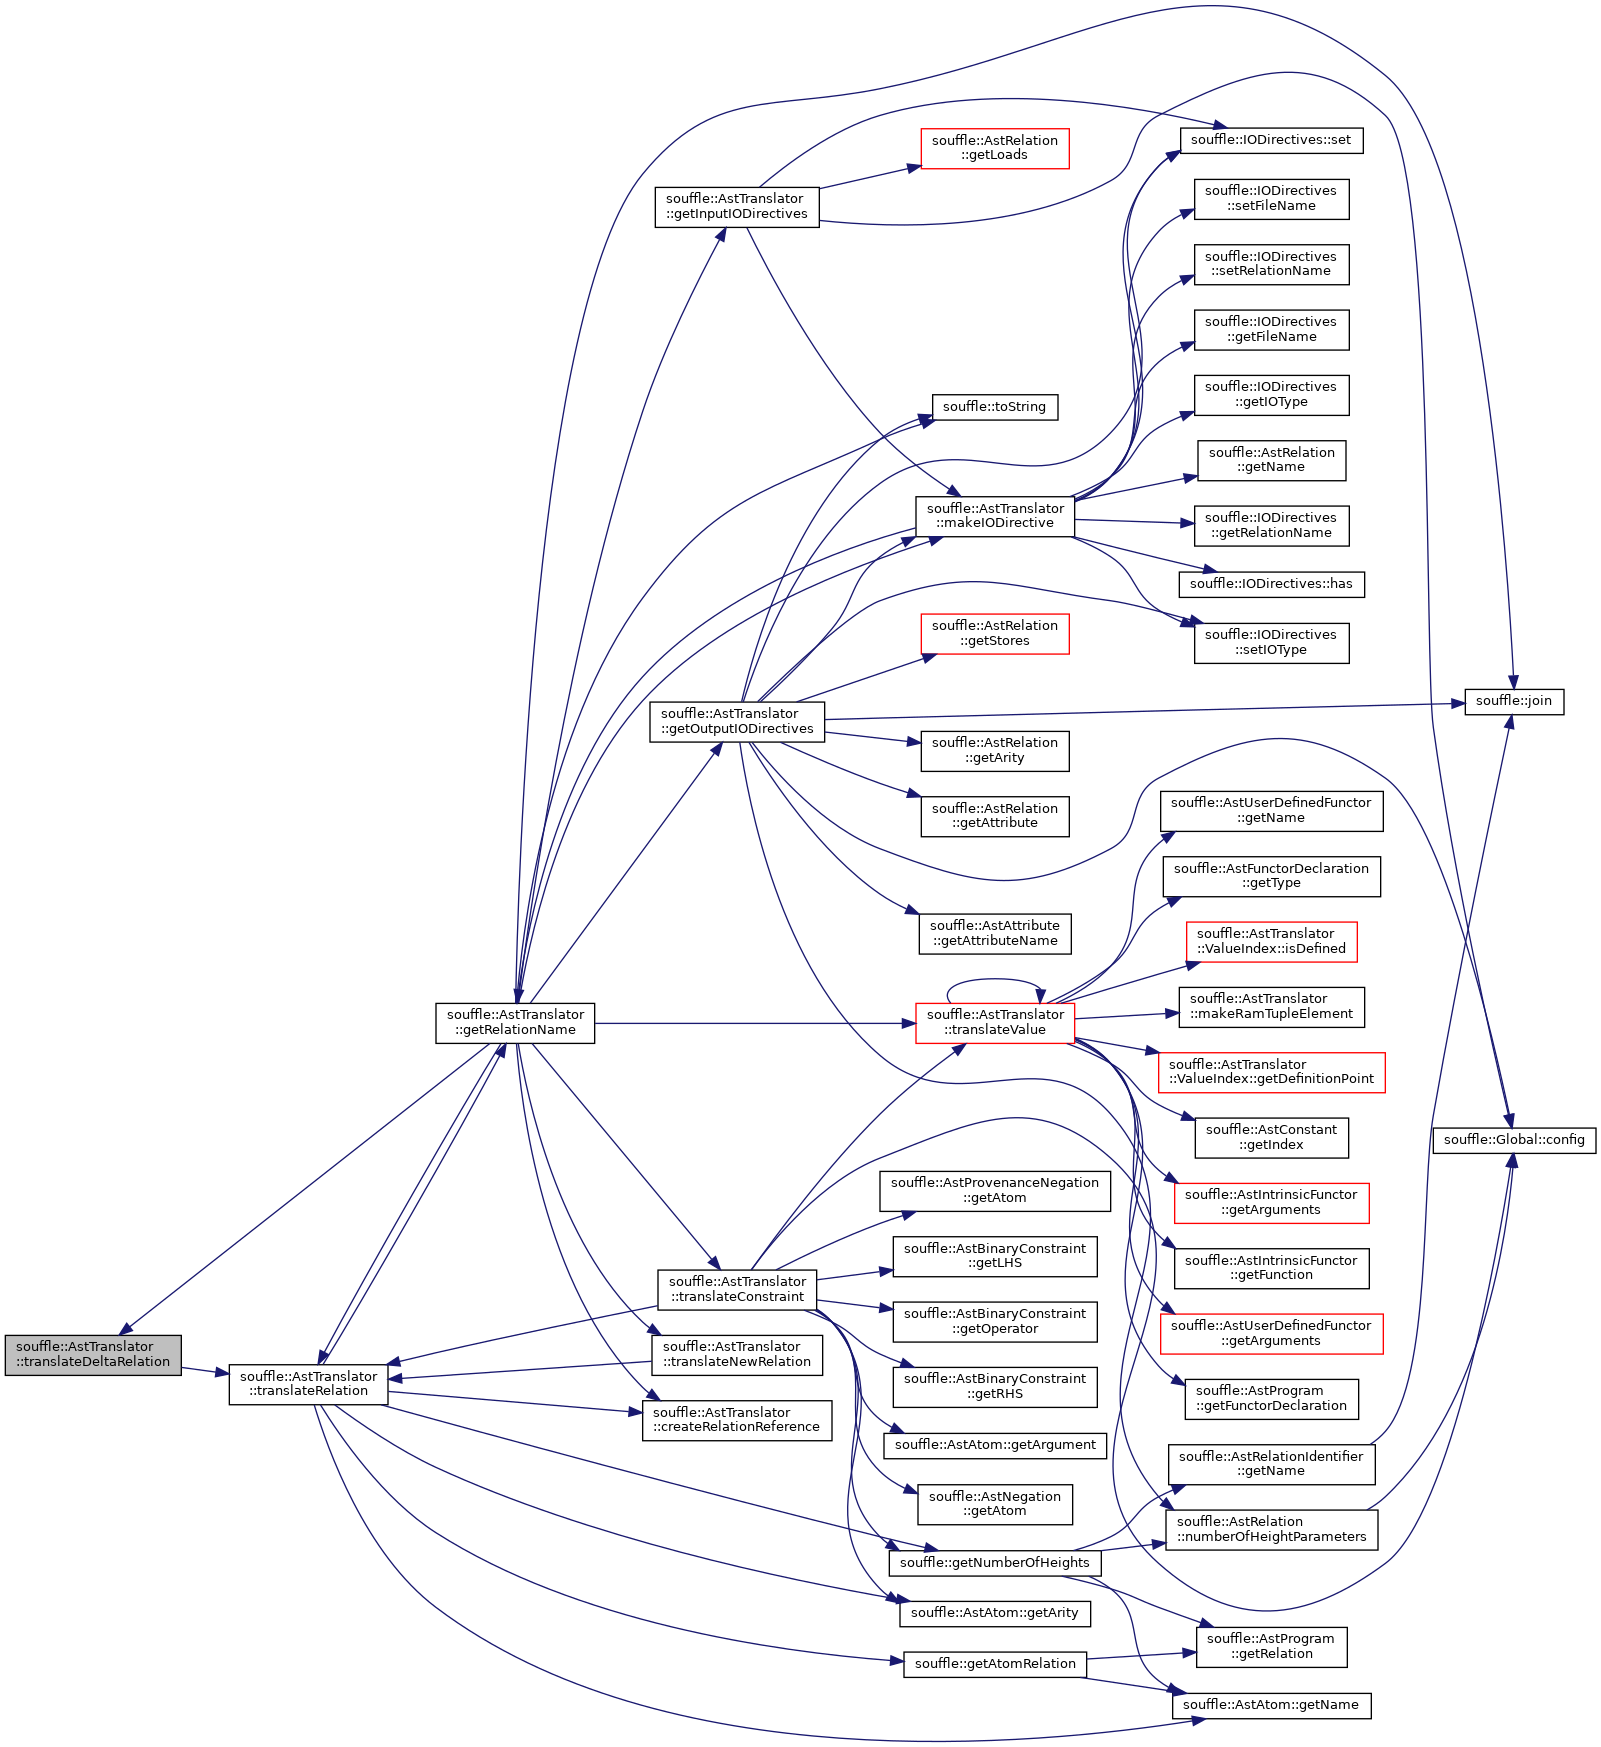 souffle::AstTranslator
::translateDeltaRelation
souffle::AstTranslator
::translateRelation
souffle::AstTranslator
::getRelationName
souffle::AstTranslator
::getInputIODirectives
souffle::AstTranslator
::getOutputIODirectives
souffle::AstTranslator
::translateConstraint
souffle::AstTranslator
::translateNewRelation
souffle::AstTranslator
::createRelationReference
souffle::AstRelation
::getLoads
souffle::toString
souffle::AstTranslator
::makeIODirective
souffle::AstRelation
::getStores
souffle::AstRelation
::getArity
souffle::AstRelation
::getAttribute
souffle::AstAttribute
::getAttributeName
souffle::AstTranslator
::translateValue
souffle::AstProvenanceNegation
::getAtom
souffle::AstBinaryConstraint
::getLHS
souffle::AstBinaryConstraint
::getOperator
souffle::AstBinaryConstraint
::getRHS
souffle::AstAtom::getArgument
souffle::AstNegation
::getAtom
souffle::getNumberOfHeights
souffle::AstAtom::getArity
souffle::getAtomRelation
souffle::IODirectives::set
souffle::IODirectives
::setFileName
souffle::IODirectives
::setRelationName
souffle::IODirectives
::getFileName
souffle::IODirectives
::getIOType
souffle::AstRelation
::getName
souffle::IODirectives
::getRelationName
souffle::IODirectives::has
souffle::IODirectives
::setIOType
souffle::AstUserDefinedFunctor
::getName
souffle::AstFunctorDeclaration
::getType
souffle::AstTranslator
::ValueIndex::isDefined
souffle::AstTranslator
::makeRamTupleElement
souffle::AstTranslator
::ValueIndex::getDefinitionPoint
souffle::AstConstant
::getIndex
souffle::AstIntrinsicFunctor
::getArguments
souffle::AstIntrinsicFunctor
::getFunction
souffle::AstUserDefinedFunctor
::getArguments
souffle::AstProgram
::getFunctorDeclaration
souffle::AstRelationIdentifier
::getName
souffle::AstRelation
::numberOfHeightParameters
souffle::AstProgram
::getRelation
souffle::AstAtom::getName
souffle::join
souffle::Global::config